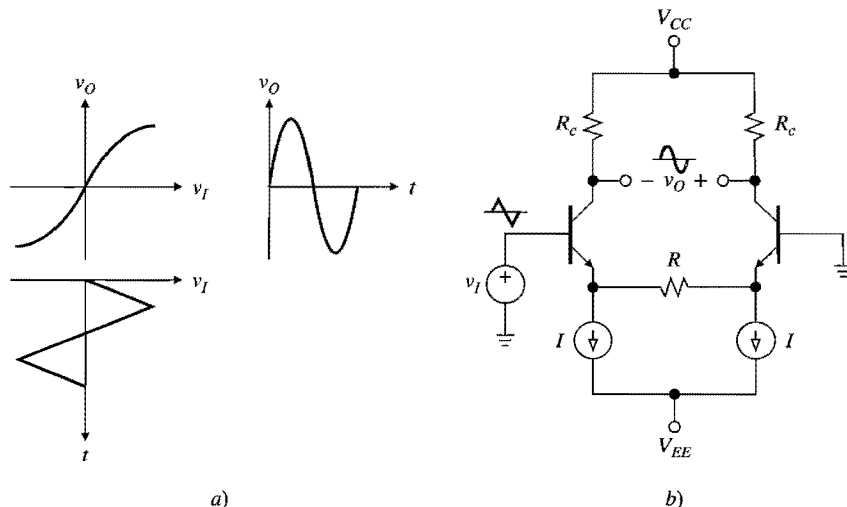 V_CC
v_O
v_O
R_c
R_c
v_I
t
- v_O +
v_I
R
v_I
+
I
I
t
V_EE
a)
b)